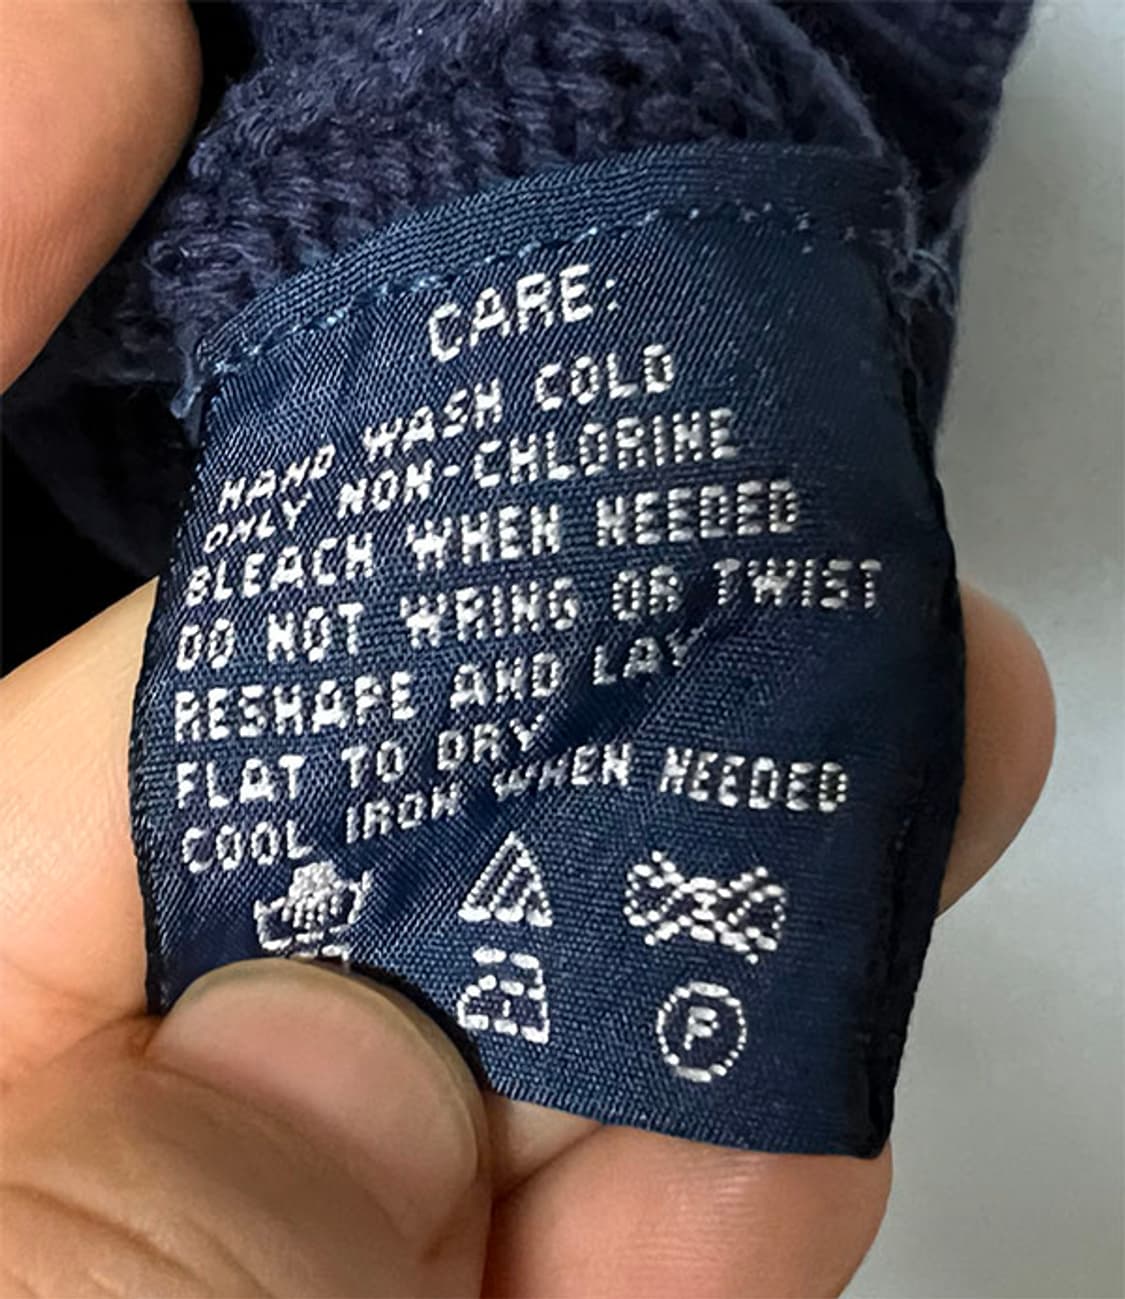 CARE:
HAND WASH COLD
ONLY NON-CHLORINE
BLEACH WHEN NEEDED
DO NOT WRING OR TWIST
RESHAPE AND LAY
FLAT TO DRY
COOL IRON WHEN NEEDED
P